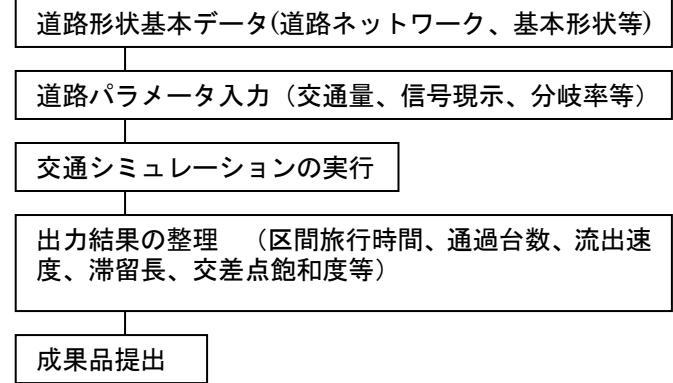 道路形状基本データ(道路ネットワーク、基本形状等)
道路パラメータ入力（交通量、信号現示、分岐率等）
交通シミュレーションの実行
出力結果の整理　（区間旅行時間、通過台数、流出速
度、滞留長、交差点飽和度等）
成果品提出